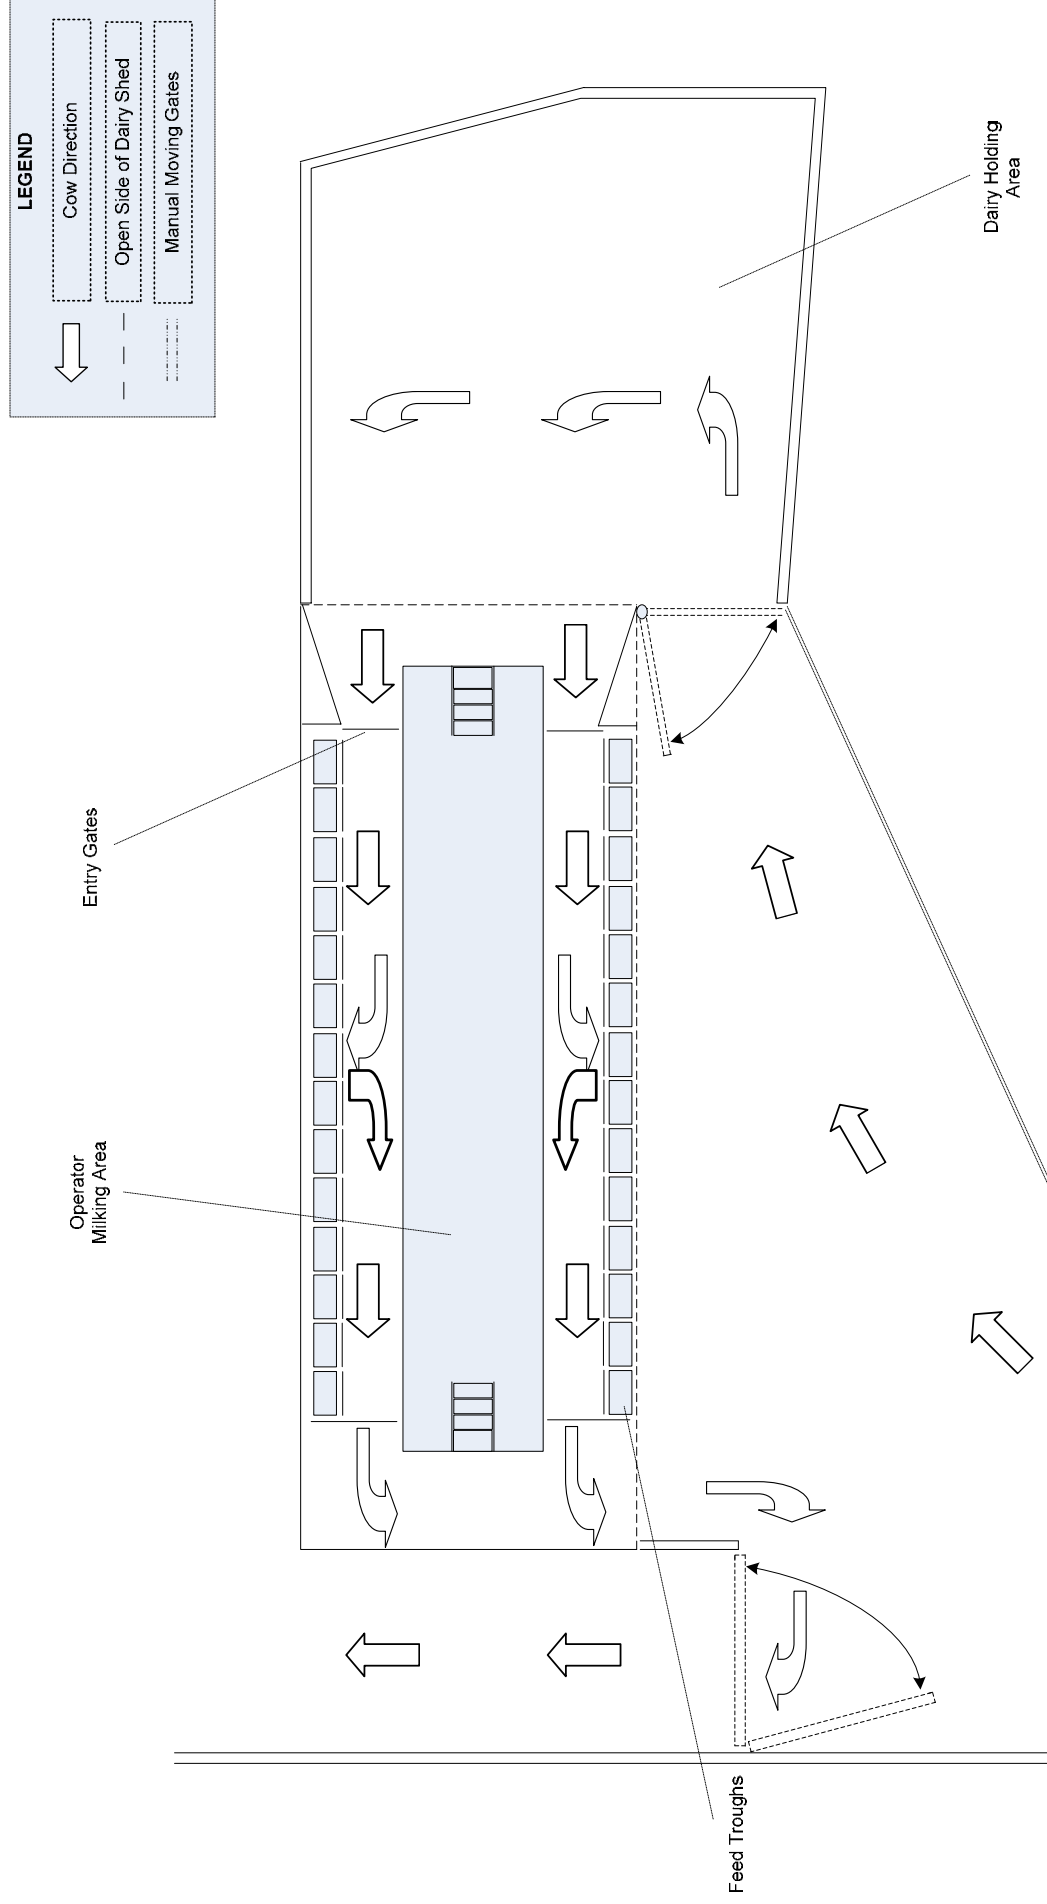 LEGEND
Cow Direction
Open Side of Dairy Shed
Manual Moving Gates
Dairy Holding
Area
Entry Gates
Operator
Milking Area
Feed Troughs